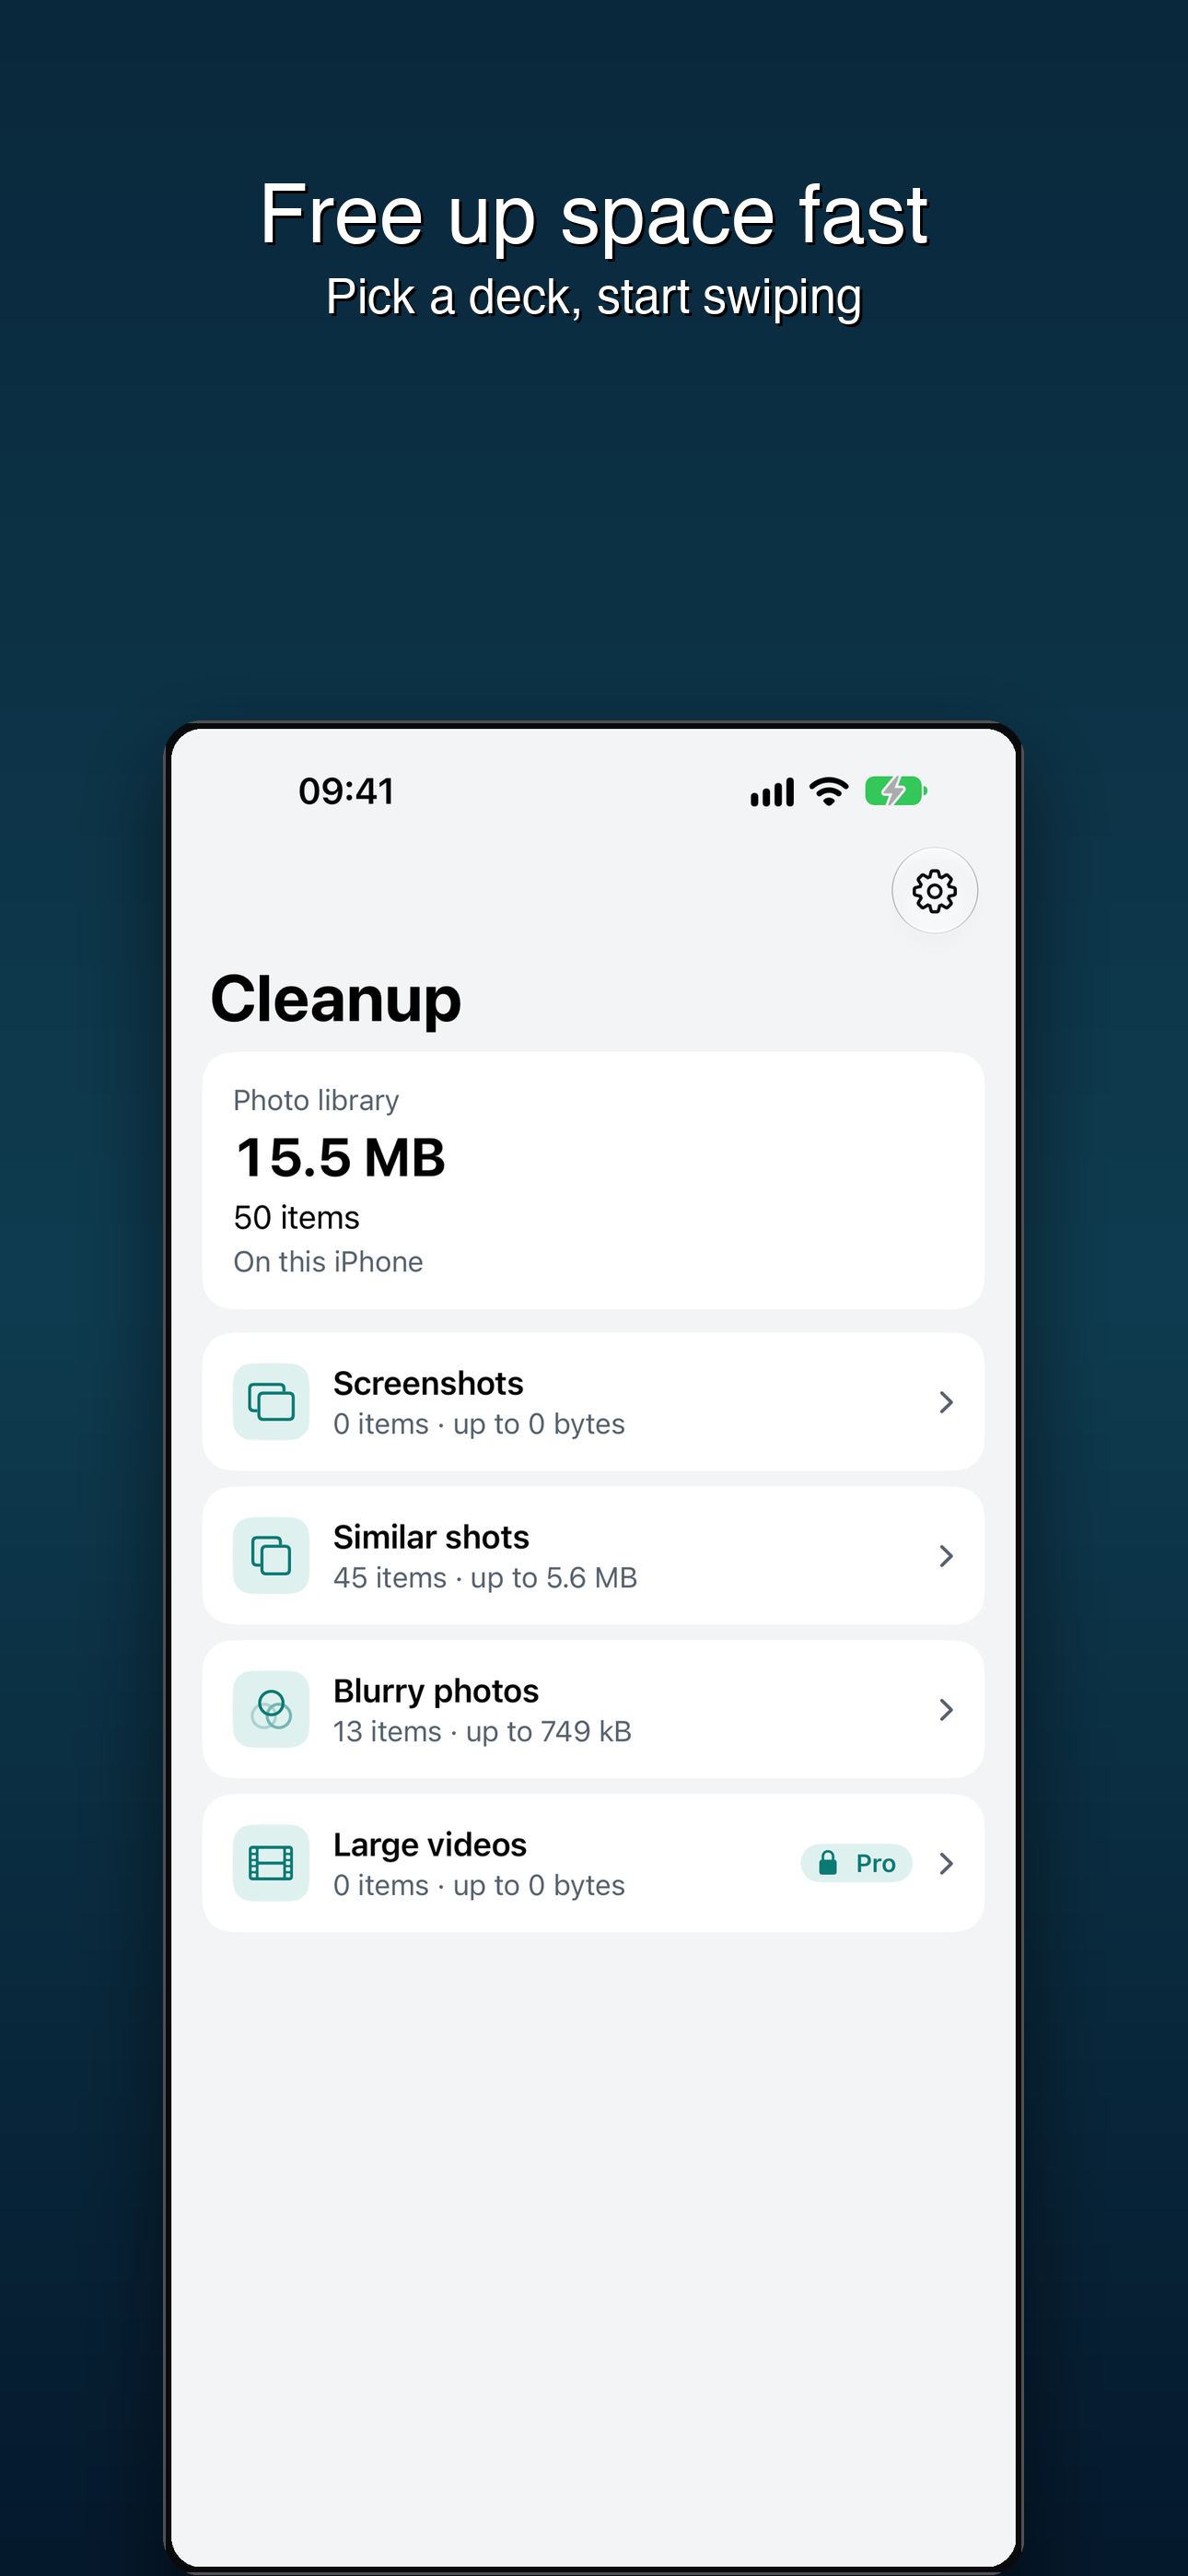 Free up space fast
Pick a deck, start swiping
09:41
Cleanup
Photo library
15.5 MB
50 items
On this iPhone
Screenshots
0 items · up to 0 bytes
Similar shots
45 items · up to 5.6 MB
Blurry photos
13 items · up to 749 kB
Large videos
0 items · up to 0 bytes
Pro